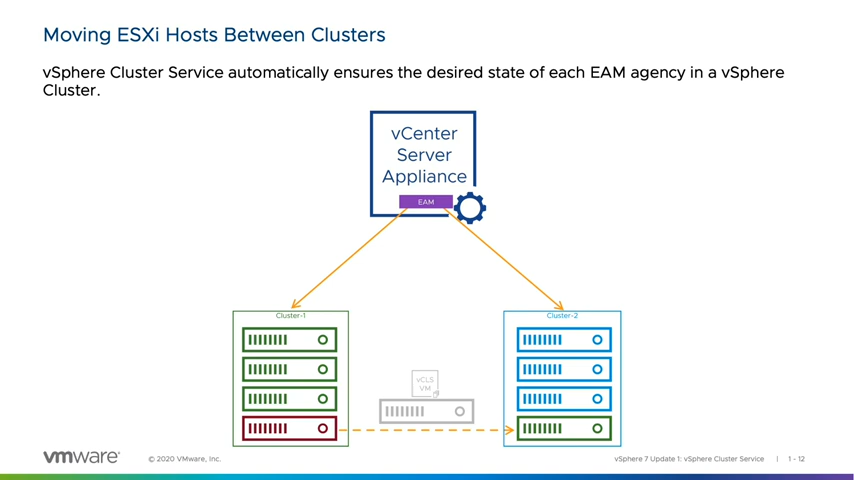 Moving ESXi Hosts Between Clusters
vSphere Cluster Service automatically ensures the desired state of each EAM agency in a vSphere
Cluster.
vCenter
Server
Appliance
EAM
Cluster-1
Cluster-2
vCLS
VM
vmware®
© 2020 VMware, Inc.
vSphere 7 Update 1: vSphere Cluster Service | 1 - 12